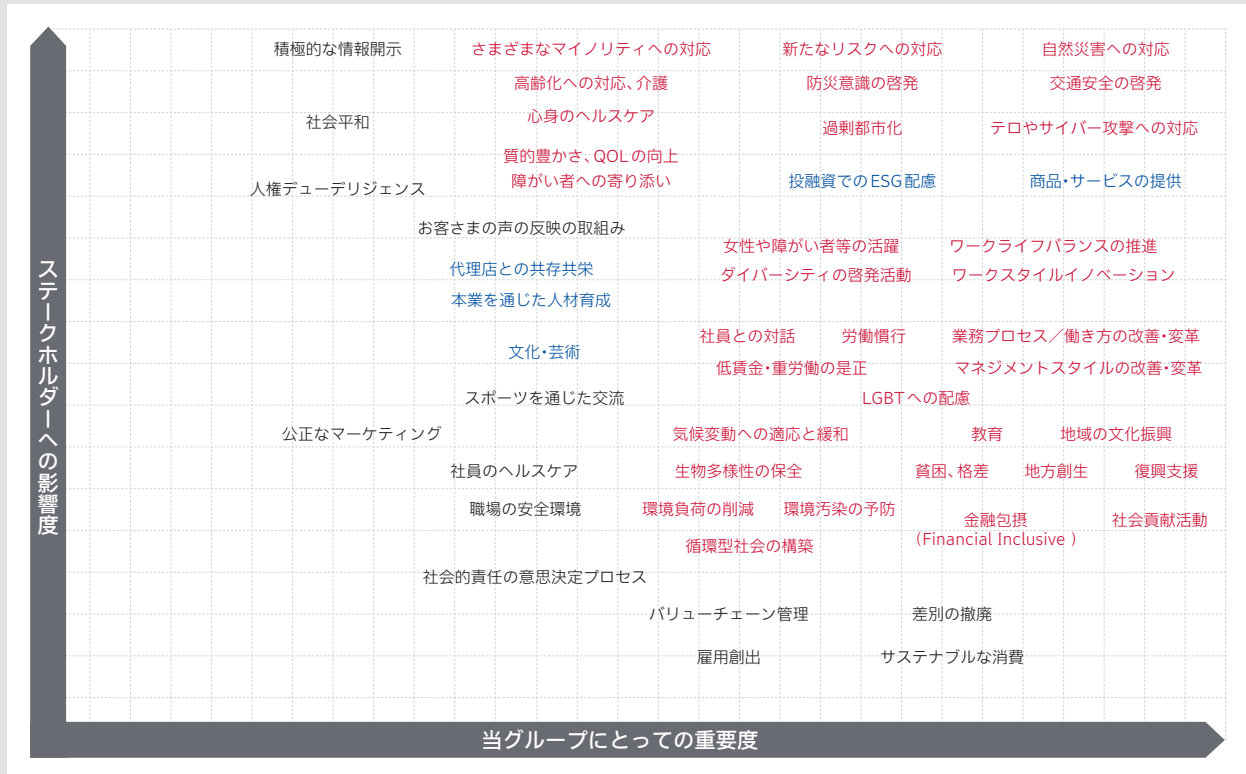 積極的な情報開示
さまざまなマイノリティへの対応
新たなリスクへの対応
自然災害への対応
高齢化への対応、介護
防災意識の啓発
交通安全の啓発
社会平和
心身のヘルスケア
過剰都市化
テロやサイバー攻撃への対応
質的豊かさ、QOLの向上
人権デューデリジェンス
障がい者への寄り添い
投融資でのESG配慮
商品・サービスの提供
お客さまの声の反映の取組み
女性や障がい者等の活躍
ワークライフバランスの推進
代理店との共存共栄
ダイバーシティの啓発活動
ワークスタイルイノベーション
本業を通じた人材育成
社員との対話
労働慣行
業務プロセス／働き方の改善・変革
文化・芸術
低賃金・重労働の是正
マネジメントスタイルの改善・変革
スポーツを通じた交流
LGBTへの配慮
公正なマーケティング
気候変動への適応と緩和
教育
地域の文化振興
社員のヘルスケア
生物多様性の保全
貧困、格差
地方創生
復興支援
職場の安全環境
環境負荷の削減
環境汚染の予防
金融包摂
（Financial Inclusive ）
社会貢献活動
循環型社会の構築
社会的責任の意思決定プロセス
バリューチェーン管理
差別の撤廃
雇用創出
サステナブルな消費
ステークホルダーへの影響度
当グループにとっての重要度